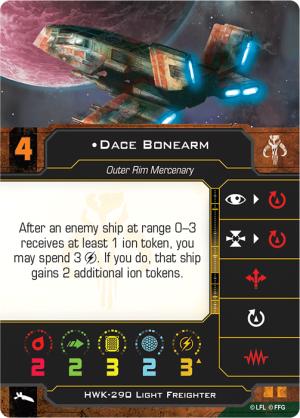 4
•Dace Bonearm
Outer Rim Mercenary
After an enemy ship at range 0–3
receives at least 1 ion token, you
may spend 3 . If you do, that ship
gains 2 additional ion tokens.
2 2 3 2 3
HWK-290 Light Freighter
©LFL ©FFG